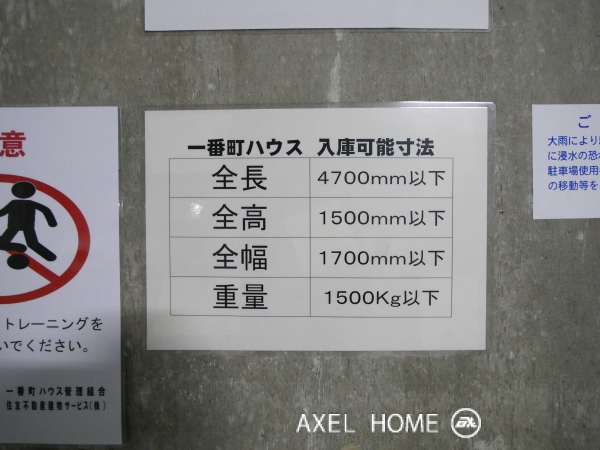 意
トレーニングを
いでください。
一番町ハウス管理組合
住友不動産建物サービス(株)
一番町ハウス 入庫可能寸法
全長 4700mm以下
全高 1500mm以下
全幅 1700mm以下
重量 1500Kg以下
ご
大雨により
に浸水の恐
駐車場使用
の移動等を
AXEL HOME